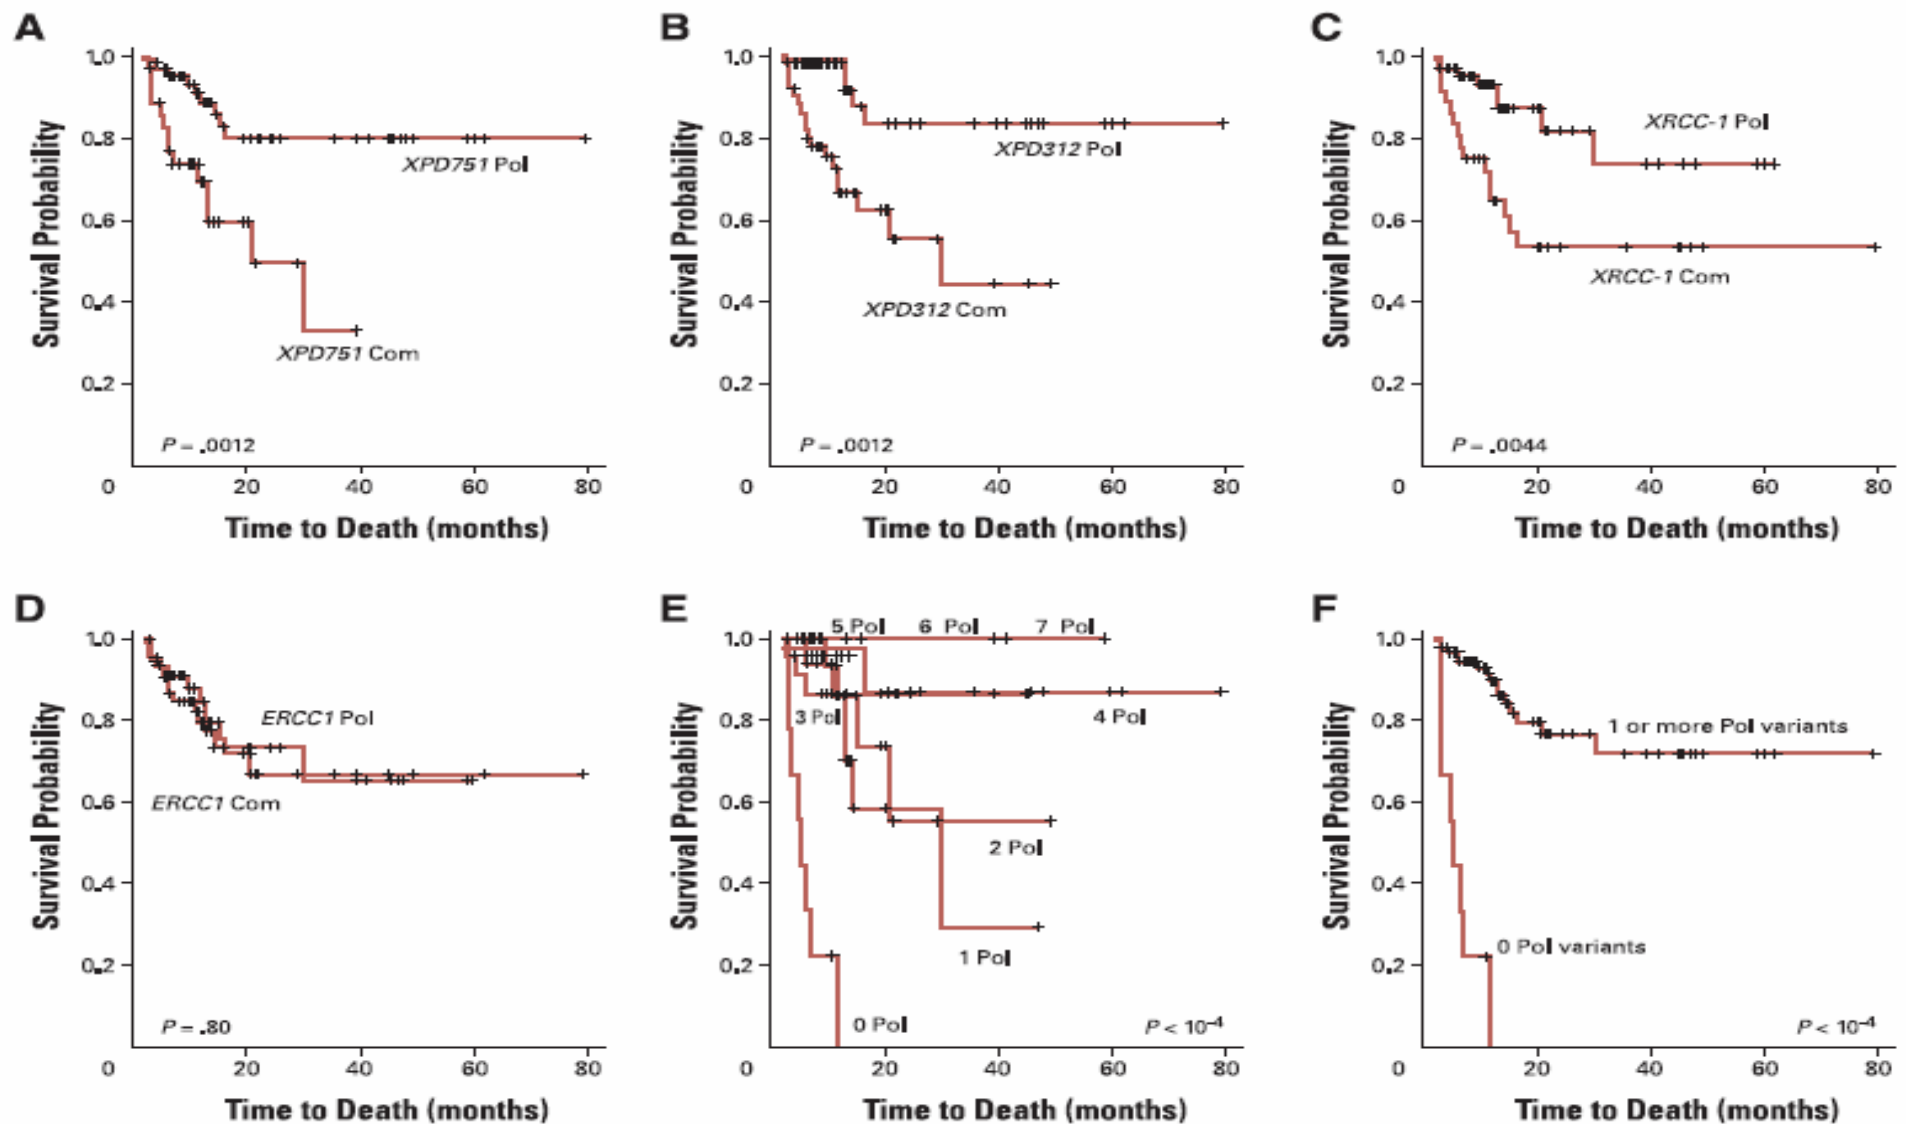 A
Survival Probability
1.0
0.8
0.6
0.4
0.2
XPD751 Pol
XPD751 Com
P = .0012
0 20 40 60 80
Time to Death (months)
B
Survival Probability
1.0
0.8
0.6
0.4
0.2
XPD312 Pol
XPD312 Com
P = .0012
0 20 40 60 80
Time to Death (months)
C
Survival Probability
1.0
0.8
0.6
0.4
0.2
XRCC-1 Pol
XRCC-1 Com
P = .0044
0 20 40 60 80
Time to Death (months)
D
Survival Probability
1.0
0.8
0.6
0.4
0.2
ERCC1 Pol
ERCC1 Com
P = .80
0 20 40 60 80
Time to Death (months)
E
Survival Probability
1.0
0.8
0.6
0.4
0.2
5 Pol 6 Pol 7 Pol
3 Pol 4 Pol
2 Pol
1 Pol
0 Pol P < 10⁻⁴
0 20 40 60 80
Time to Death (months)
F
Survival Probability
1.0
0.8
0.6
0.4
0.2
1 or more Pol variants
0 Pol variants
P < 10⁻⁴
0 20 40 60 80
Time to Death (months)